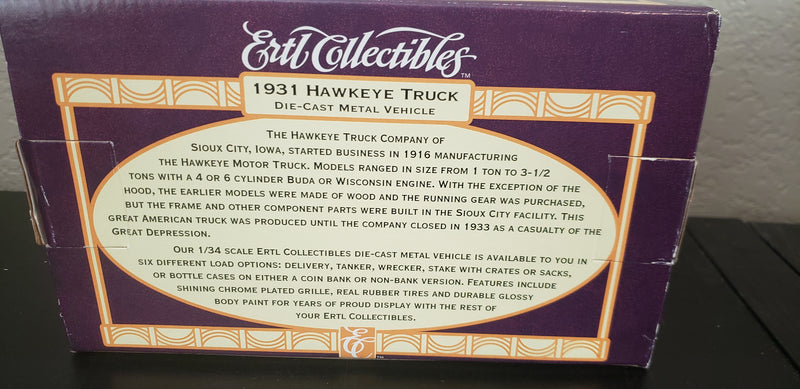 Ertl Collectibles
TM
1931 Hawkeye Truck
Die-Cast Metal Vehicle
The Hawkeye Truck Company of
Sioux City, Iowa, started business in 1916 manufacturing
the Hawkeye Motor Truck. Models ranged in size from 1 ton to 3-1/2
tons with a 4 or 6 cylinder Buda or Wisconsin engine. With the exception of the
hood, the earlier models were made of wood and the running gear was purchased,
but the frame and other component parts were built in the Sioux City facility. This
great American truck was produced until the company closed in 1933 as a casualty of the
Great Depression.
Our 1/34 scale Ertl Collectibles die-cast metal vehicle is available to you in
six different load options: delivery, tanker, wrecker, stake with crates or sacks,
or bottle cases on either a coin bank or non-bank version. Features include
shining chrome plated grille, real rubber tires and durable glossy
body paint for years of proud display with the rest of
your Ertl Collectibles.
E
TM